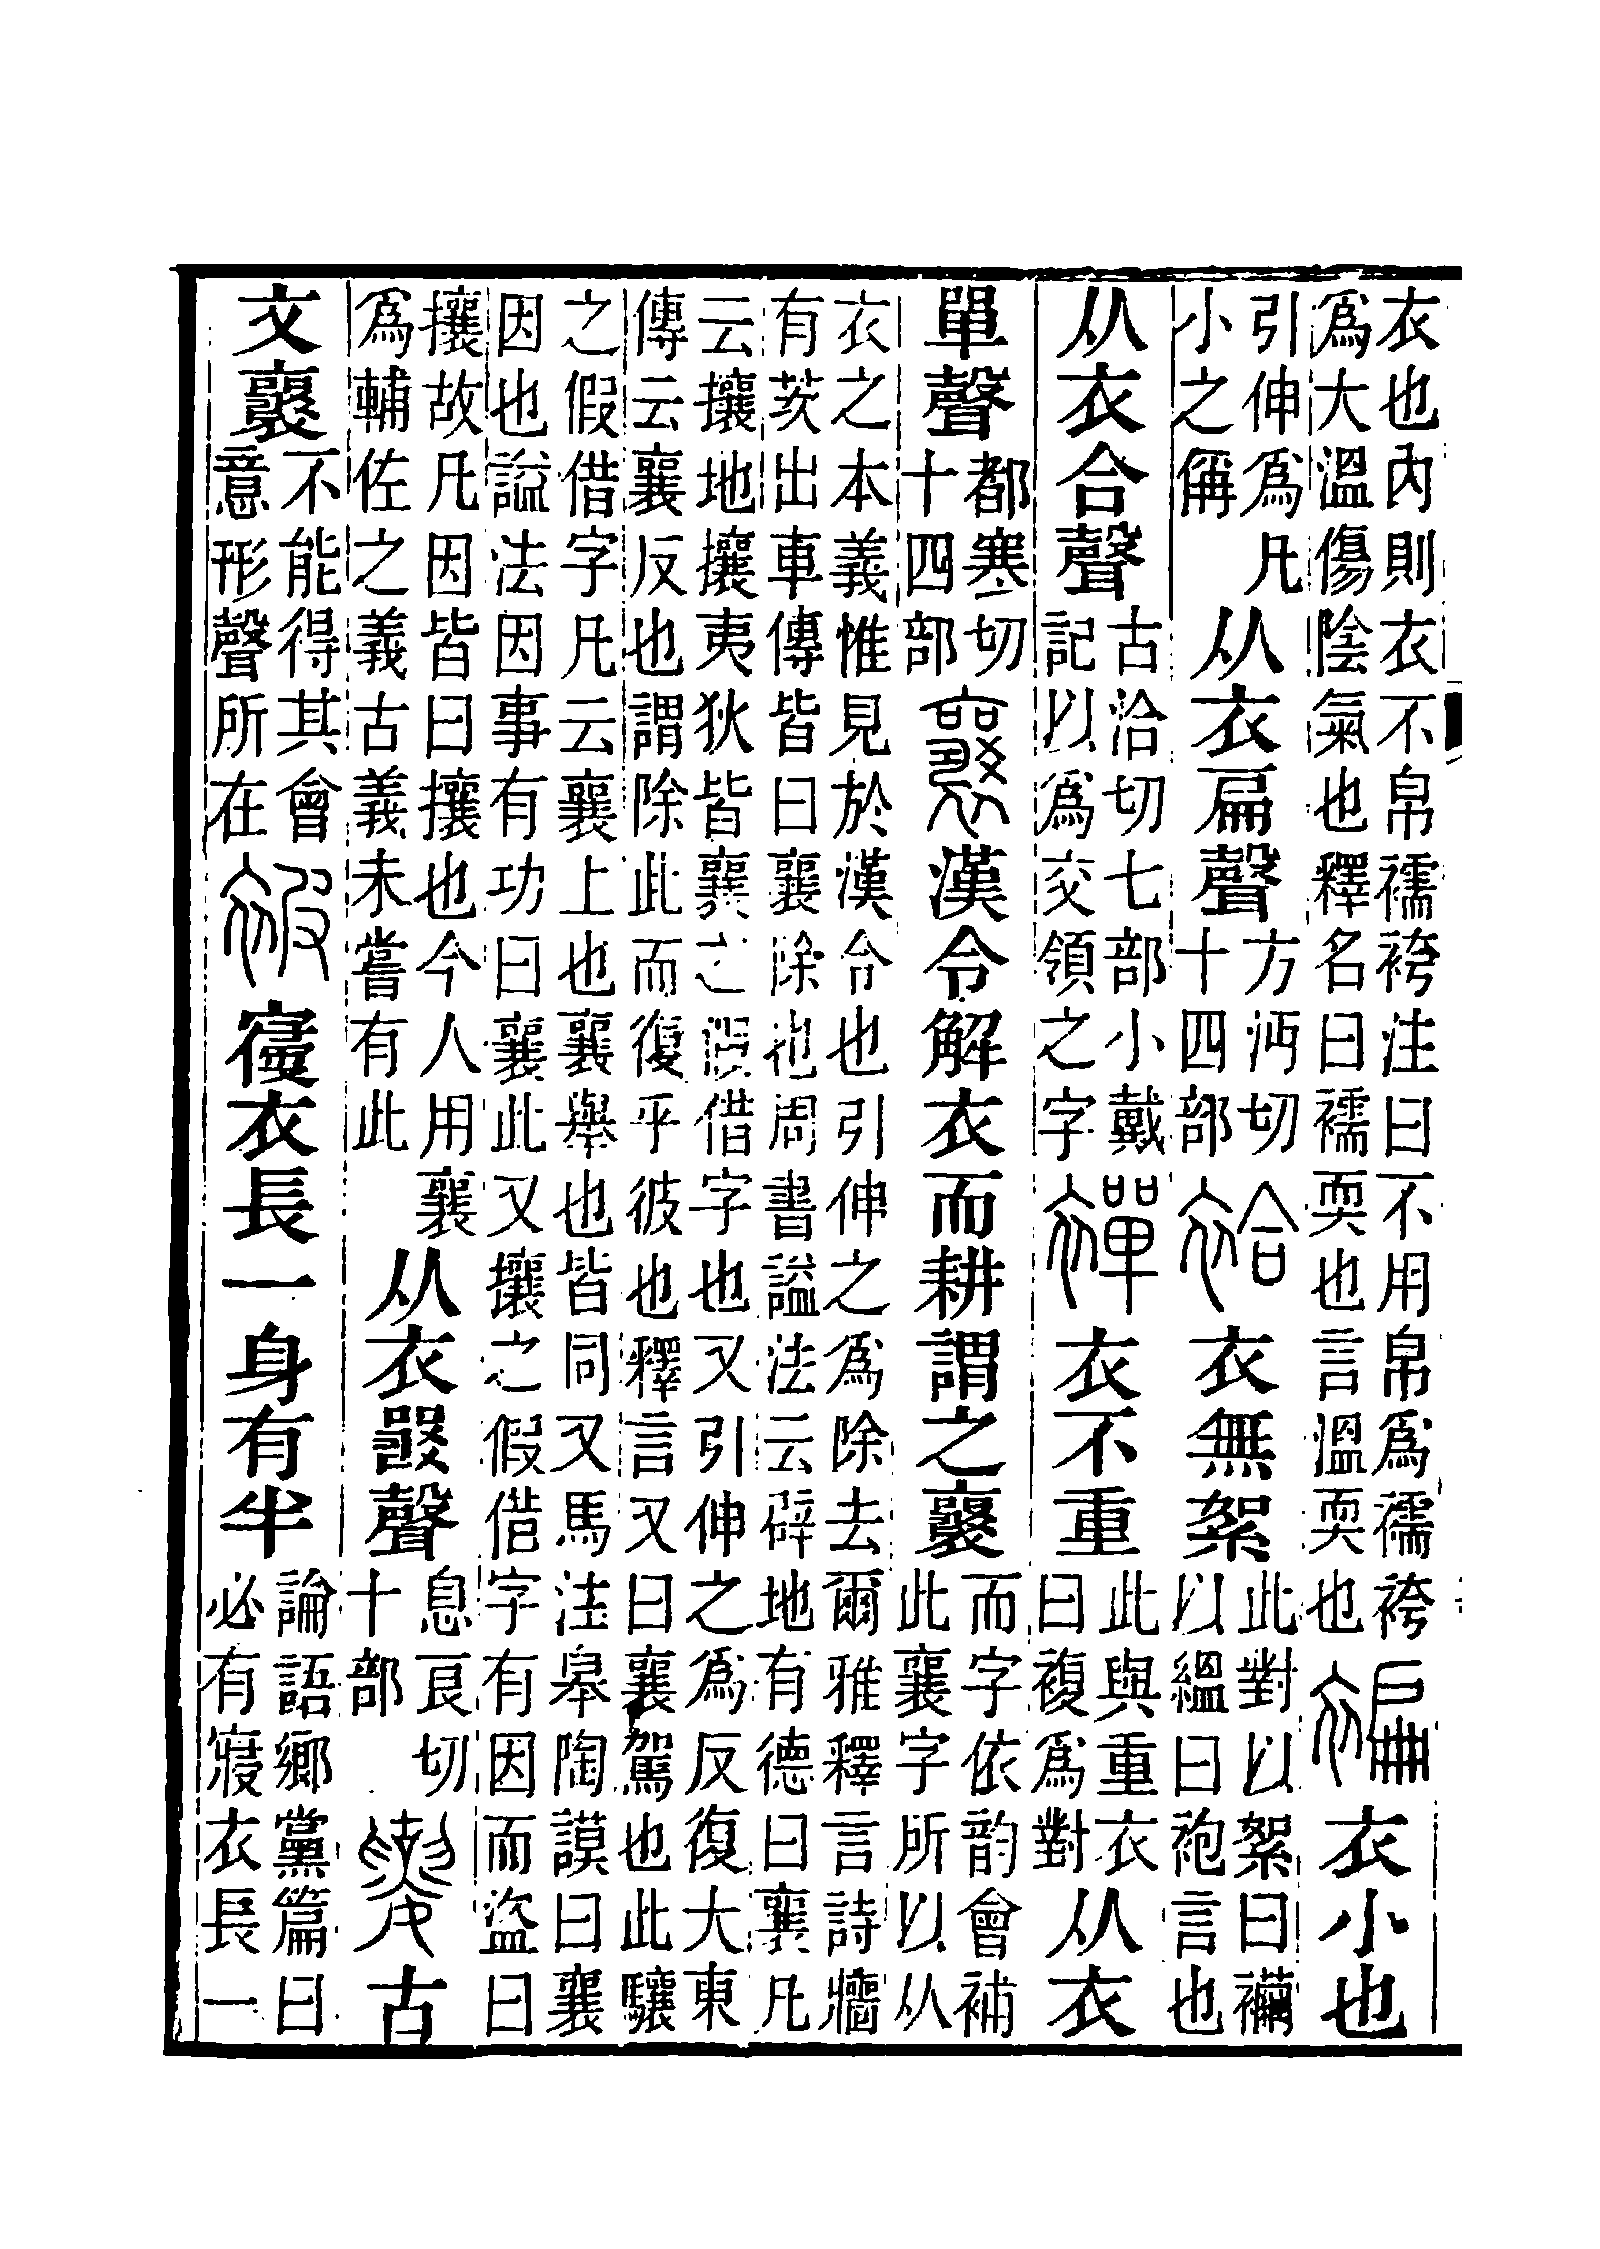 衣也內則衣不帛襦袴注曰不用帛爲襦袴
爲大溫傷陰氣也釋名曰襦耎也言溫耎也
褊衣小也
引伸爲凡
小之稱
从衣扁聲
方沔切
十四部
袷衣無絮
此對以絮曰襺
以縕曰袍言也
从衣合聲
古洽切七部小戴
記以爲交領之字
襌衣不重
此與重衣
曰複爲對
从衣
單聲
都寒切
十四部
襄漢令解衣而耕謂之襄
而字依韵會補
此襄字所以从
衣之本義惟見於漢令也引伸之爲除去爾雅釋言詩牆
有茨出車傳皆曰襄除也周書謚法云辟地有德曰襄凡
云攘地攘夷狄皆襄之假借字也又引伸之爲反復大東
傳云襄反也謂除此而復乎彼也釋言又曰襄駕也此驤
之假借字凡云襄上也襄舉也皆同又馬注皋陶謨曰襄
因也謚法因事有功曰襄此又攘之假借字有因而盜曰
攘故凡因皆曰攘也今人用襄
爲輔佐之義古義未嘗有此
从衣𤕦聲
息良切
十部
古
文襄
不能得其會
意形聲所在
被寑衣長一身有半
論語鄉黨篇曰
必有寑衣長一